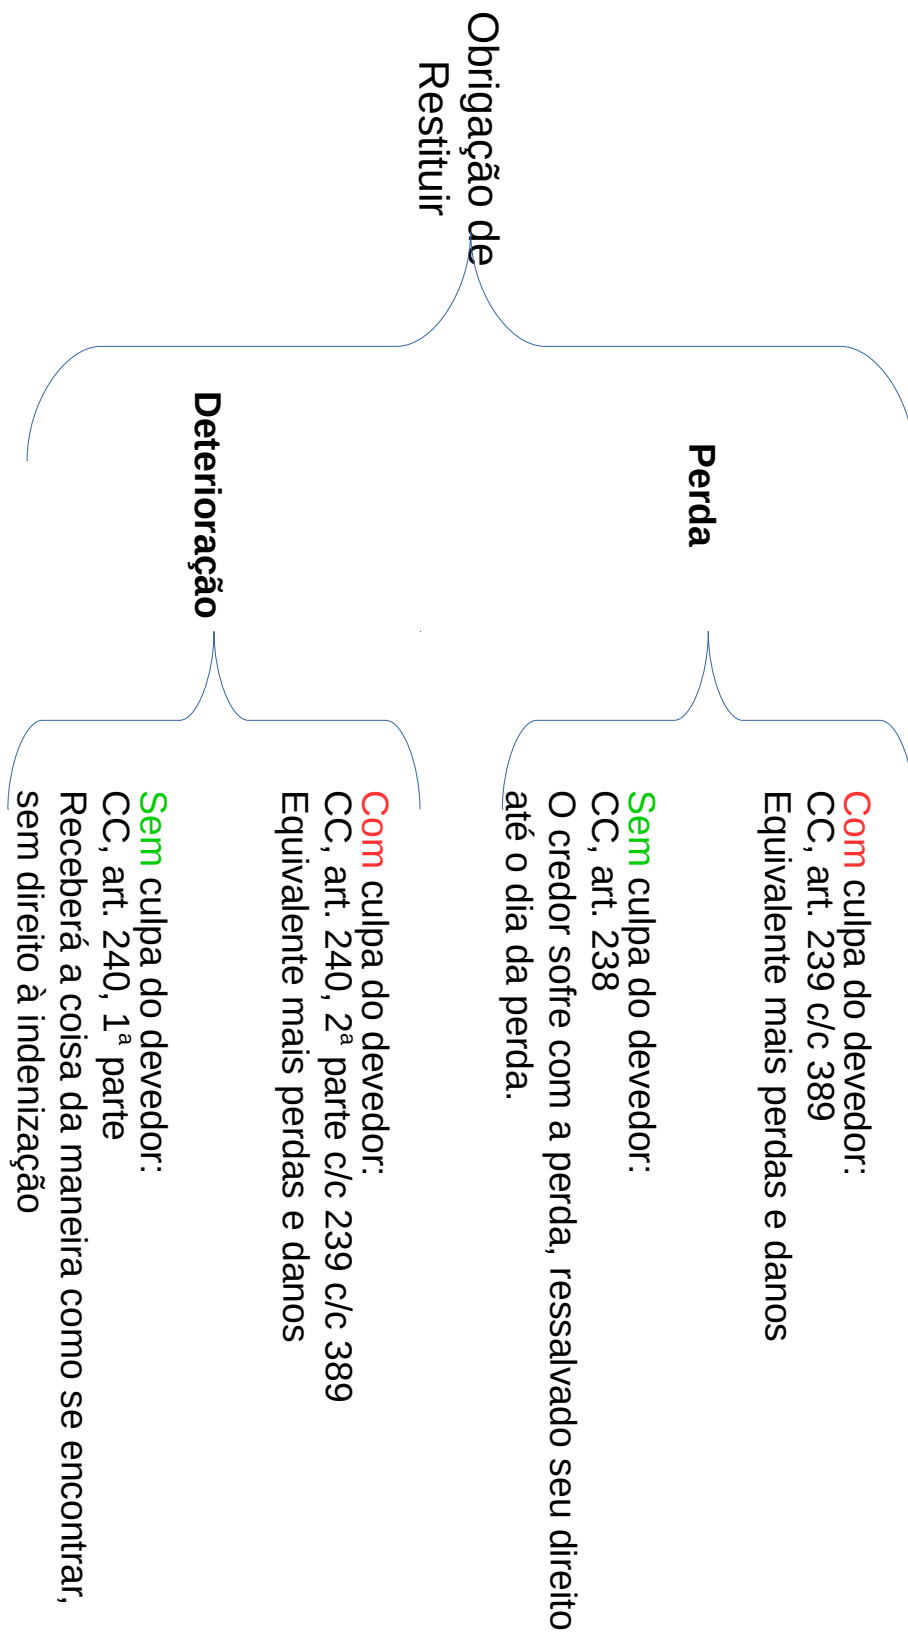 Obrigação de
Restituir
Perda
Com culpa do devedor:
CC, art. 239 c/c 389
Equivalente mais perdas e danos
Sem culpa do devedor:
CC, art. 238
O credor sofre com a perda, ressalvado seu direito
até o dia da perda.
Deterioração
Com culpa do devedor:
CC, art. 240, 2ª parte c/c 239 c/c 389
Equivalente mais perdas e danos
Sem culpa do devedor:
CC, art. 240, 1ª parte
Receberá a coisa da maneira como se encontrar,
sem direito à indenização